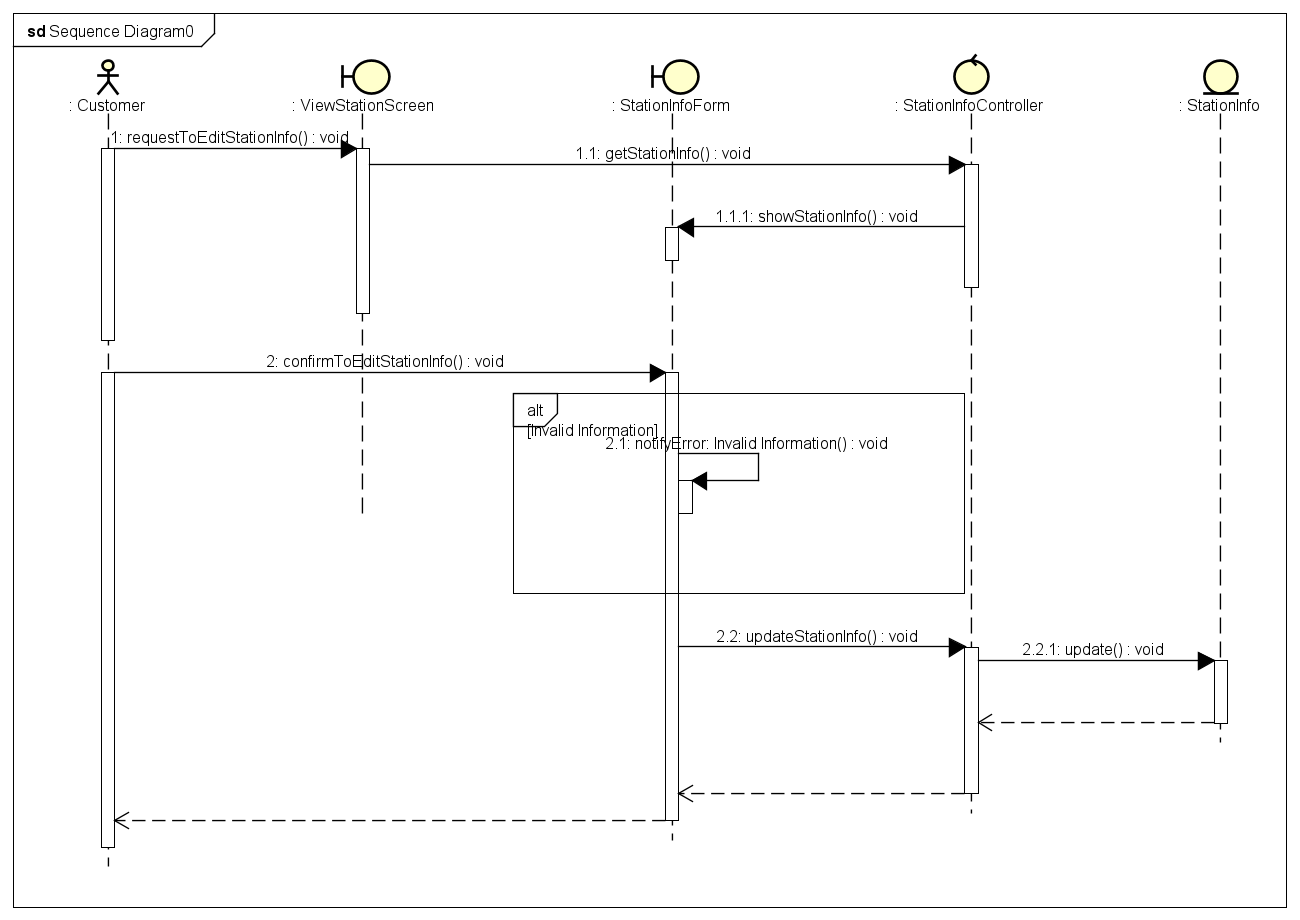 sd Sequence Diagram0
: Customer
: ViewStationScreen
: StationInfoForm
: StationInfoController
: StationInfo
1: requestToEditStationInfo() : void
1.1: getStationInfo() : void
1.1.1: showStationInfo() : void
2: confirmToEditStationInfo() : void
alt
[Invalid Information]
2.1: notifyError: Invalid Information() : void
2.2: updateStationInfo() : void
2.2.1: update() : void